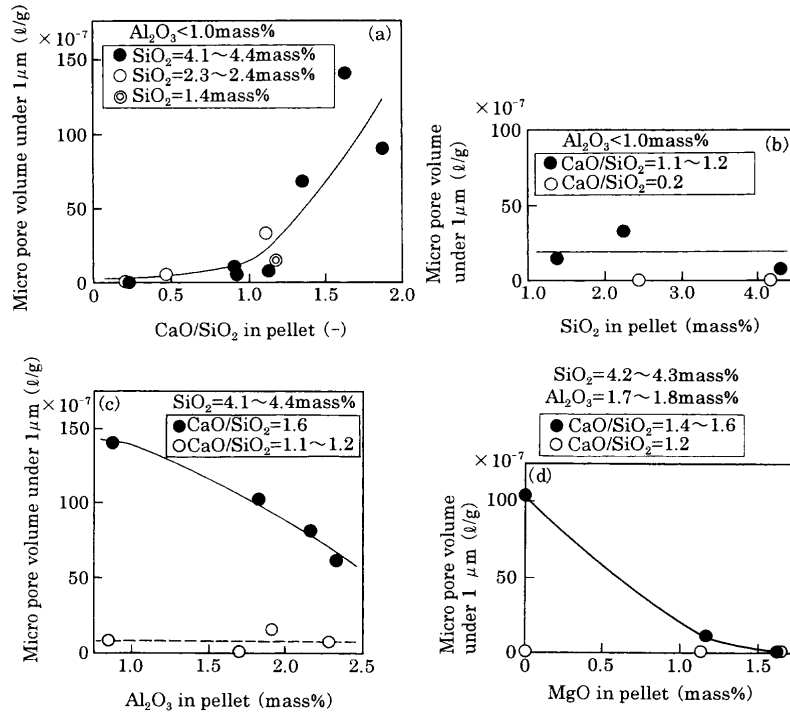 Al₂O₃<1.0mass%
(a)
×10⁻⁷
● SiO₂=4.1～4.4mass%
○ SiO₂=2.3～2.4mass%
◎ SiO₂=1.4mass%
150
100
50
0
0 0.5 1.0 1.5 2.0
Micro pore volume under 1μm (ℓ/g)
CaO/SiO₂ in pellet (-)
×10⁻⁷
Al₂O₃<1.0mass%
(b)
● CaO/SiO₂=1.1～1.2
○ CaO/SiO₂=0.2
100
50
0
1.0 2.0 3.0 4.0
Micro pore volume
under 1μm (ℓ/g)
SiO₂ in pellet (mass%)
×10⁻⁷
(c)
SiO₂=4.1～4.4mass%
● CaO/SiO₂=1.6
○ CaO/SiO₂=1.1～1.2
150
100
50
0
1.0 1.5 2.0 2.5
Micro pore volume under 1μm (ℓ/g)
Al₂O₃ in pellet (mass%)
SiO₂=4.2～4.3mass%
Al₂O₃=1.7～1.8mass%
● CaO/SiO₂=1.4～1.6
○ CaO/SiO₂=1.2
×10⁻⁷
(d)
100
50
0
0 0.5 1.0 1.5
Micro pore volume
under 1 μm (ℓ/g)
MgO in pellet (mass%)